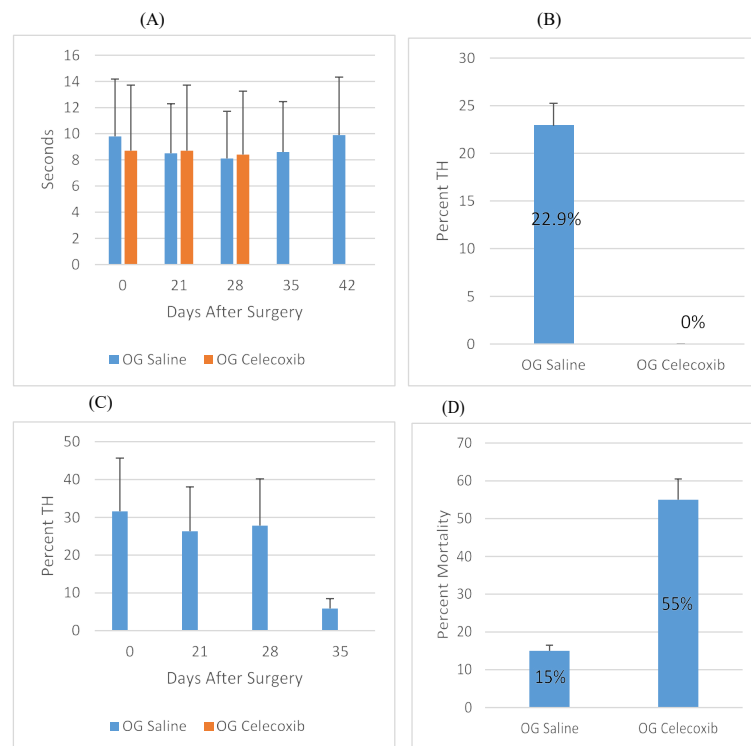 (A)
16
14
12
10
8
6
4
2
0
Seconds
0 21 28 35 42
Days After Surgery
OG Saline OG Celecoxib
(B)
30
25
20
15
10
5
0
Percent TH
22.9%
0%
OG Saline OG Celecoxib
(C)
50
40
30
20
10
0
Percent TH
0 21 28 35
Days After Surgery
OG Saline OG Celecoxib
(D)
70
60
50
40
30
20
10
0
Percent Mortality
15%
55%
OG Saline OG Celecoxib